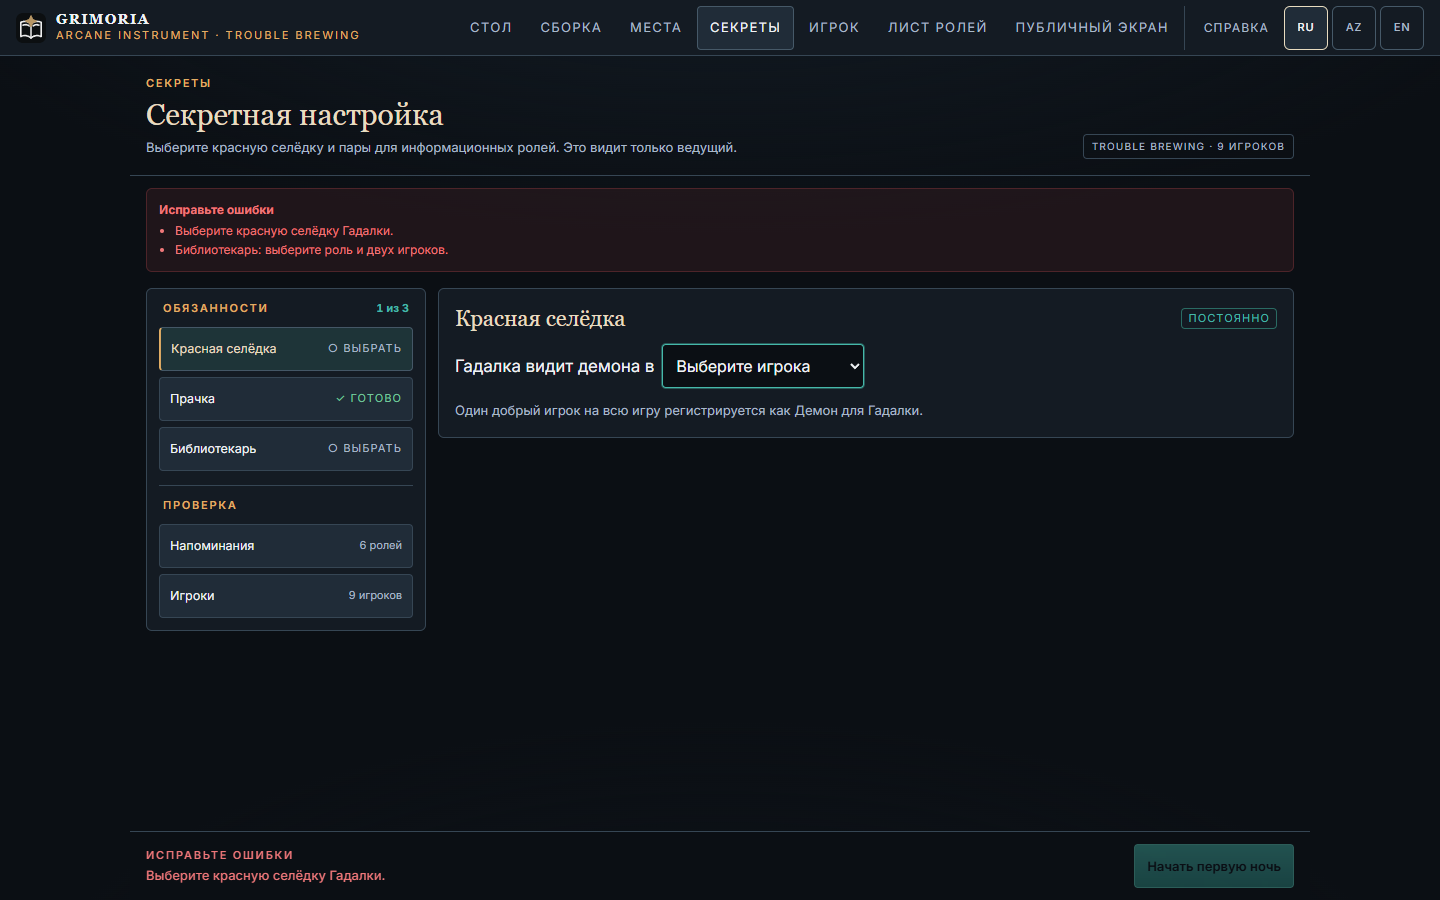 GRIMORIA
ARCANE INSTRUMENT · TROUBLE BREWING
СТОЛ
СБОРКА
МЕСТА
СЕКРЕТЫ
ИГРОК
ЛИСТ РОЛЕЙ
ПУБЛИЧНЫЙ ЭКРАН
СПРАВКА
RU
AZ
EN
СЕКРЕТЫ
Секретная настройка
Выберите красную селёдку и пары для информационных ролей. Это видит только ведущий.
TROUBLE BREWING · 9 ИГРОКОВ
Исправьте ошибки
• Выберите красную селёдку Гадалки.
• Библиотекарь: выберите роль и двух игроков.
ОБЯЗАННОСТИ 1 из 3
Красная селёдка ○ ВЫБРАТЬ
Прачка ✓ ГОТОВО
Библиотекарь ○ ВЫБРАТЬ
ПРОВЕРКА
Напоминания 6 ролей
Игроки 9 игроков
Красная селёдка ПОСТОЯННО
Гадалка видит демона в Выберите игрока
Один добрый игрок на всю игру регистрируется как Демон для Гадалки.
ИСПРАВЬТЕ ОШИБКИ
Выберите красную селёдку Гадалки.
Начать первую ночь